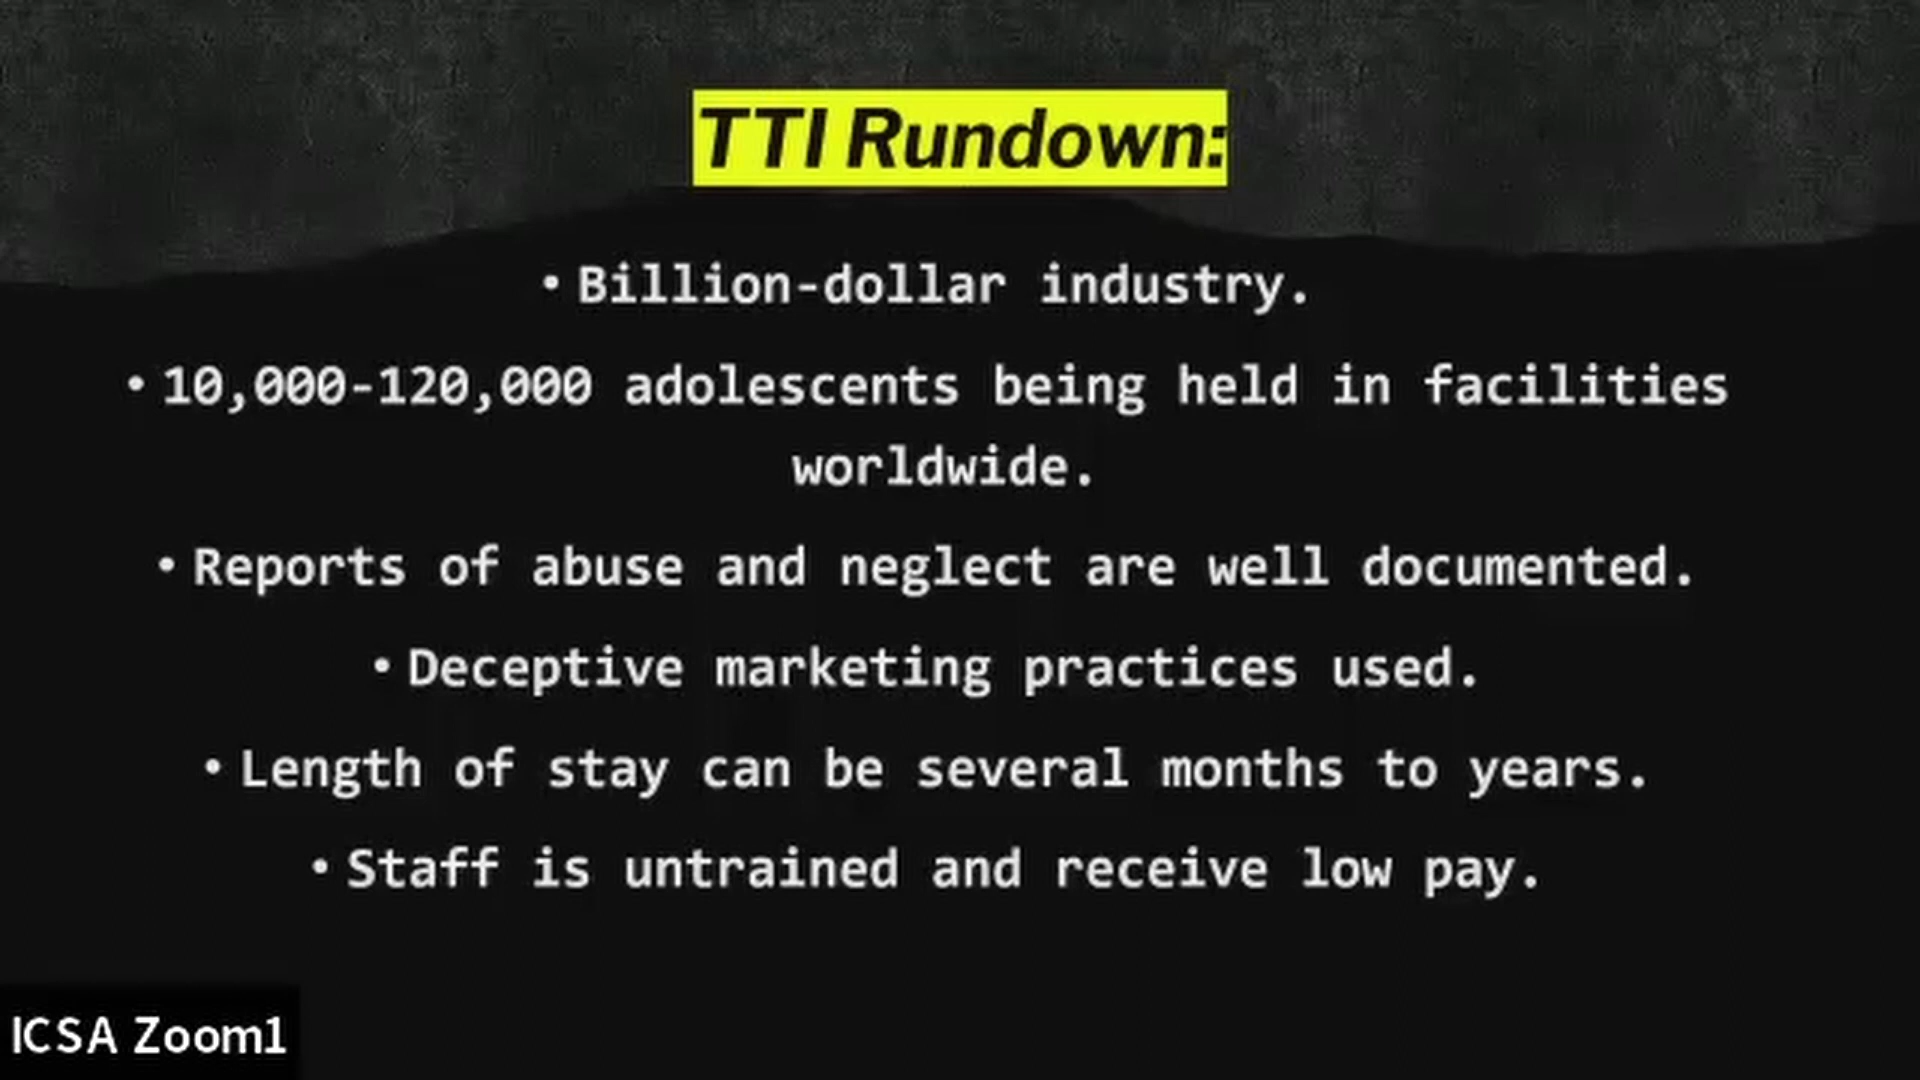 TTI Rundown:
• Billion-dollar industry.
• 10,000-120,000 adolescents being held in facilities
worldwide.
• Reports of abuse and neglect are well documented.
• Deceptive marketing practices used.
• Length of stay can be several months to years.
• Staff is untrained and receive low pay.
ICSA Zoom1